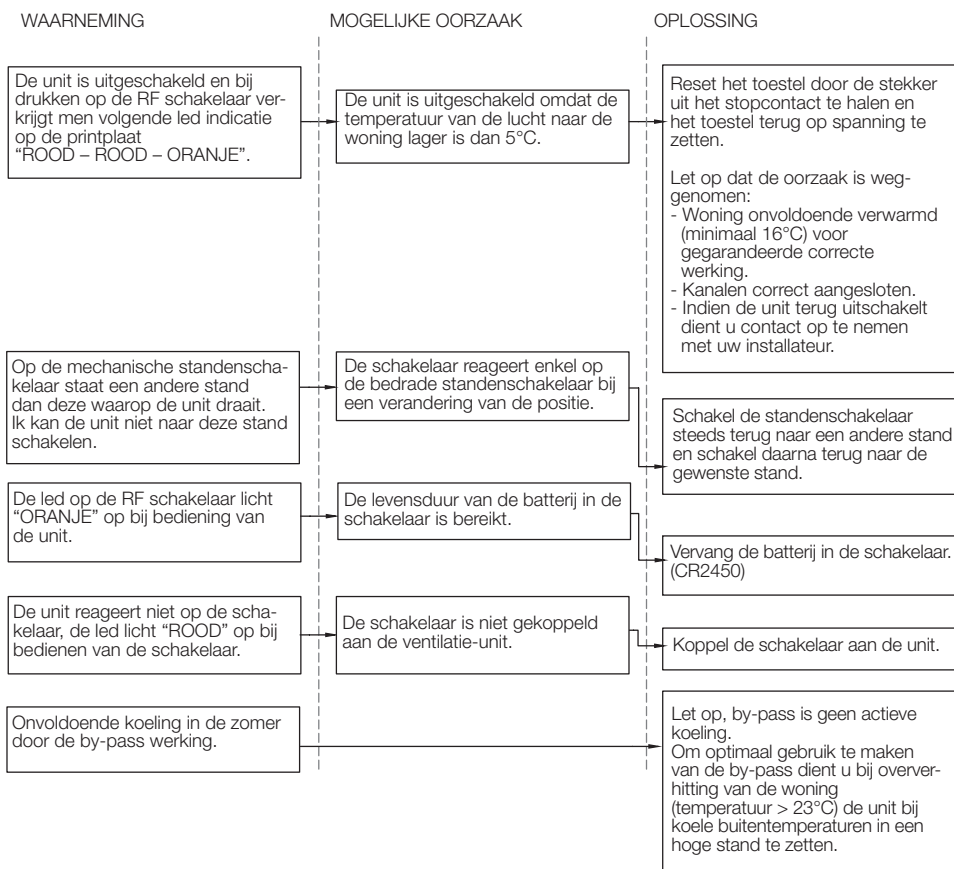 WAARNEMING
MOGELIJKE OORZAAK
OPLOSSING
De unit is uitgeschakeld en bij
drukken op de RF schakelaar ver-
krijgt men volgende led indicatie
op de printplaat
“ROOD – ROOD – ORANJE”.
De unit is uitgeschakeld omdat de
temperatuur van de lucht naar de
woning lager is dan 5°C.
Reset het toestel door de stekker
uit het stopcontact te halen en
het toestel terug op spanning te
zetten.
Let op dat de oorzaak is weg-
genomen:
- Woning onvoldoende verwarmd
(minimaal 16°C) voor
gegarandeerde correcte
werking.
- Kanalen correct aangesloten.
- Indien de unit terug uitschakelt
dient u contact op te nemen
met uw installateur.
Op de mechanische standenscha-
kelaar staat een andere stand
dan deze waarop de unit draait.
Ik kan de unit niet naar deze stand
schakelen.
De schakelaar reageert enkel op
de bedrade standenschakelaar bij
een verandering van de positie.
Schakel de standenschakelaar
steeds terug naar een andere stand
en schakel daarna terug naar de
gewenste stand.
De led op de RF schakelaar licht
“ORANJE” op bij bediening van
de unit.
De levensduur van de batterij in de
schakelaar is bereikt.
Vervang de batterij in de schakelaar.
(CR2450)
De unit reageert niet op de scha-
kelaar, de led licht “ROOD” op bij
bedienen van de schakelaar.
De schakelaar is niet gekoppeld
aan de ventilatie-unit.
Koppel de schakelaar aan de unit.
Onvoldoende koeling in de zomer
door de by-pass werking.
Let op, by-pass is geen actieve
koeling.
Om optimaal gebruik te maken
van de by-pass dient u bij oververhitting van de woning
(temperatuur > 23°C) de unit bij
koele buitentemperaturen in een
hoge stand te zetten.